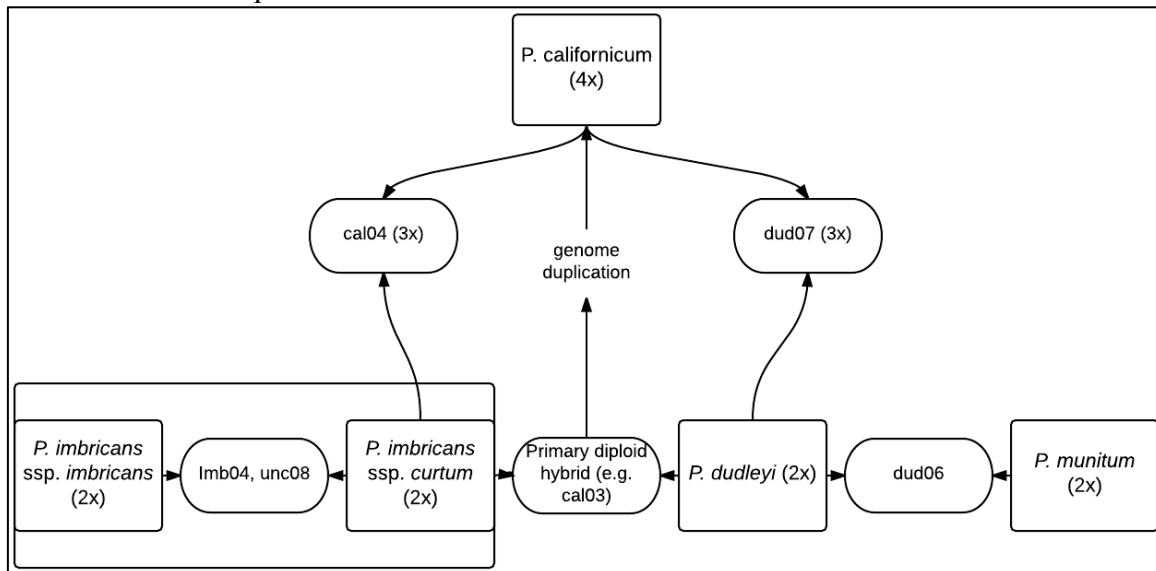 P. californicum
(4x)
cal04 (3x)
dud07 (3x)
genome
duplication
P. imbricans
ssp. imbricans
(2x)
Imb04, unc08
P. imbricans
ssp. curtum
(2x)
Primary diploid
hybrid (e.g.
cal03)
P. dudleyi (2x)
dud06
P. munitum
(2x)